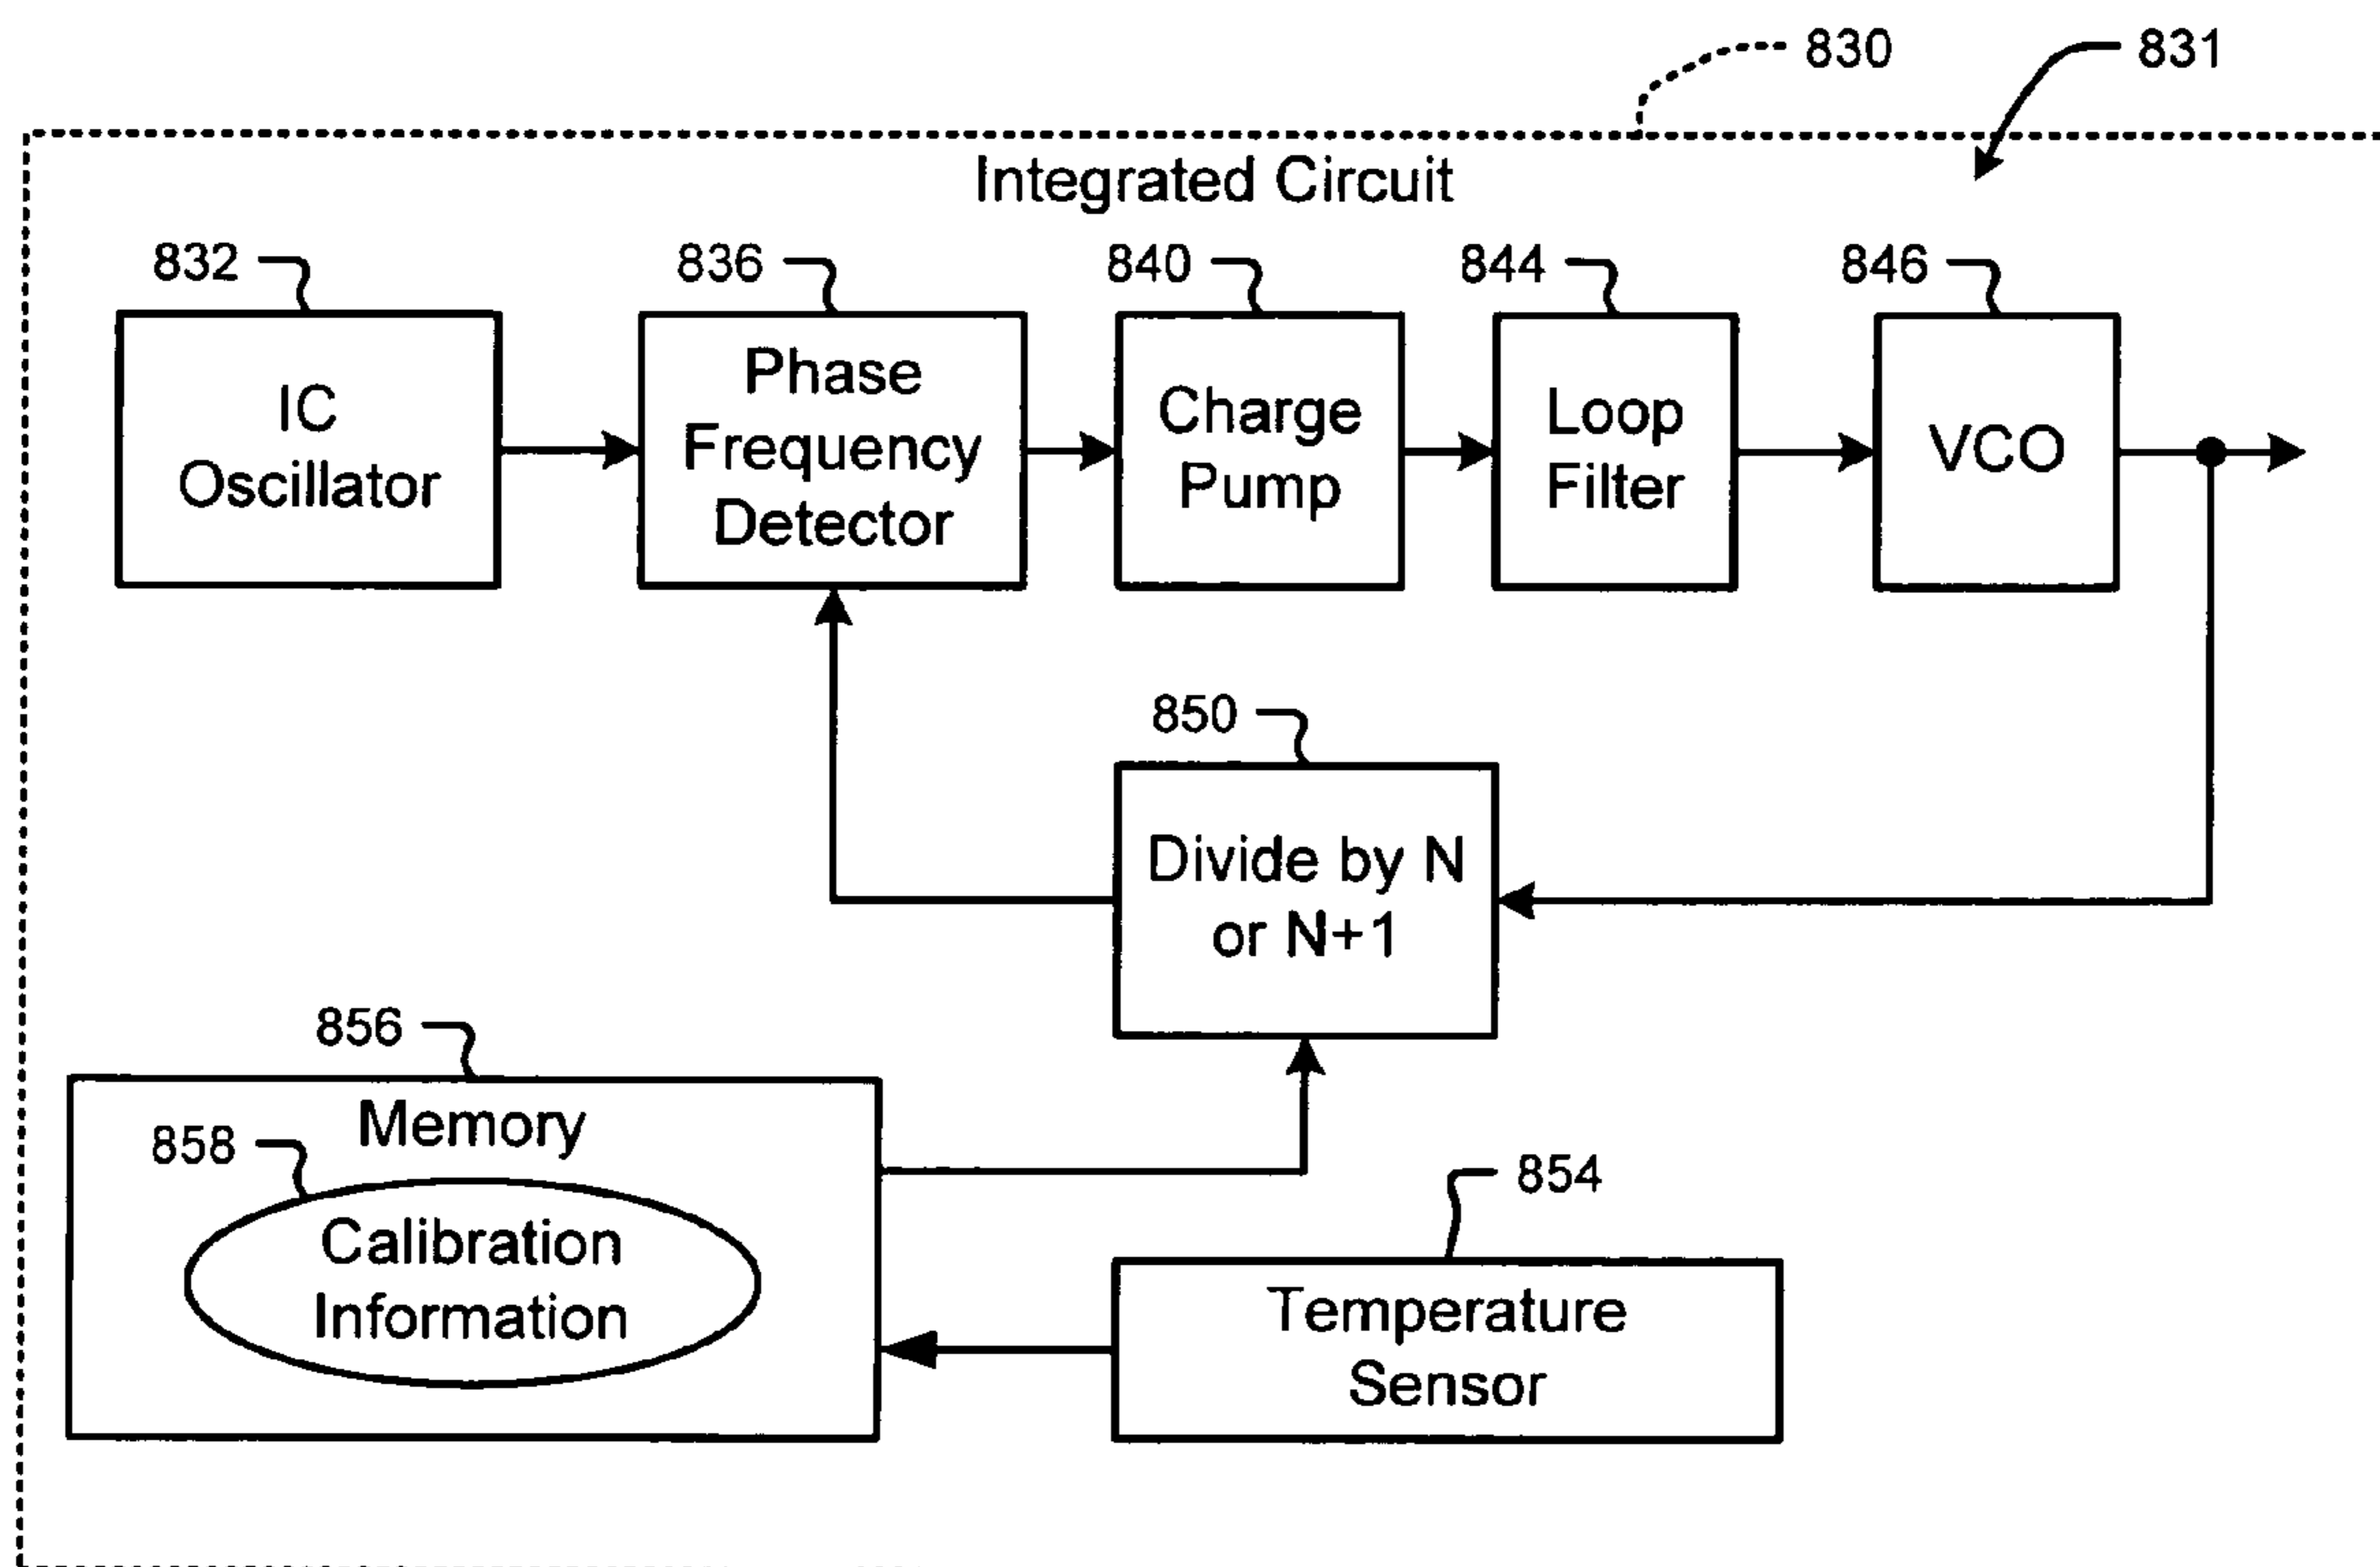 830
831
Integrated Circuit
832
836
840
844
846
IC
Oscillator
Phase
Frequency
Detector
Charge
Pump
Loop
Filter
VCO
850
Divide by N
or N+1
856
Memory
858
Calibration
Information
854
Temperature
Sensor